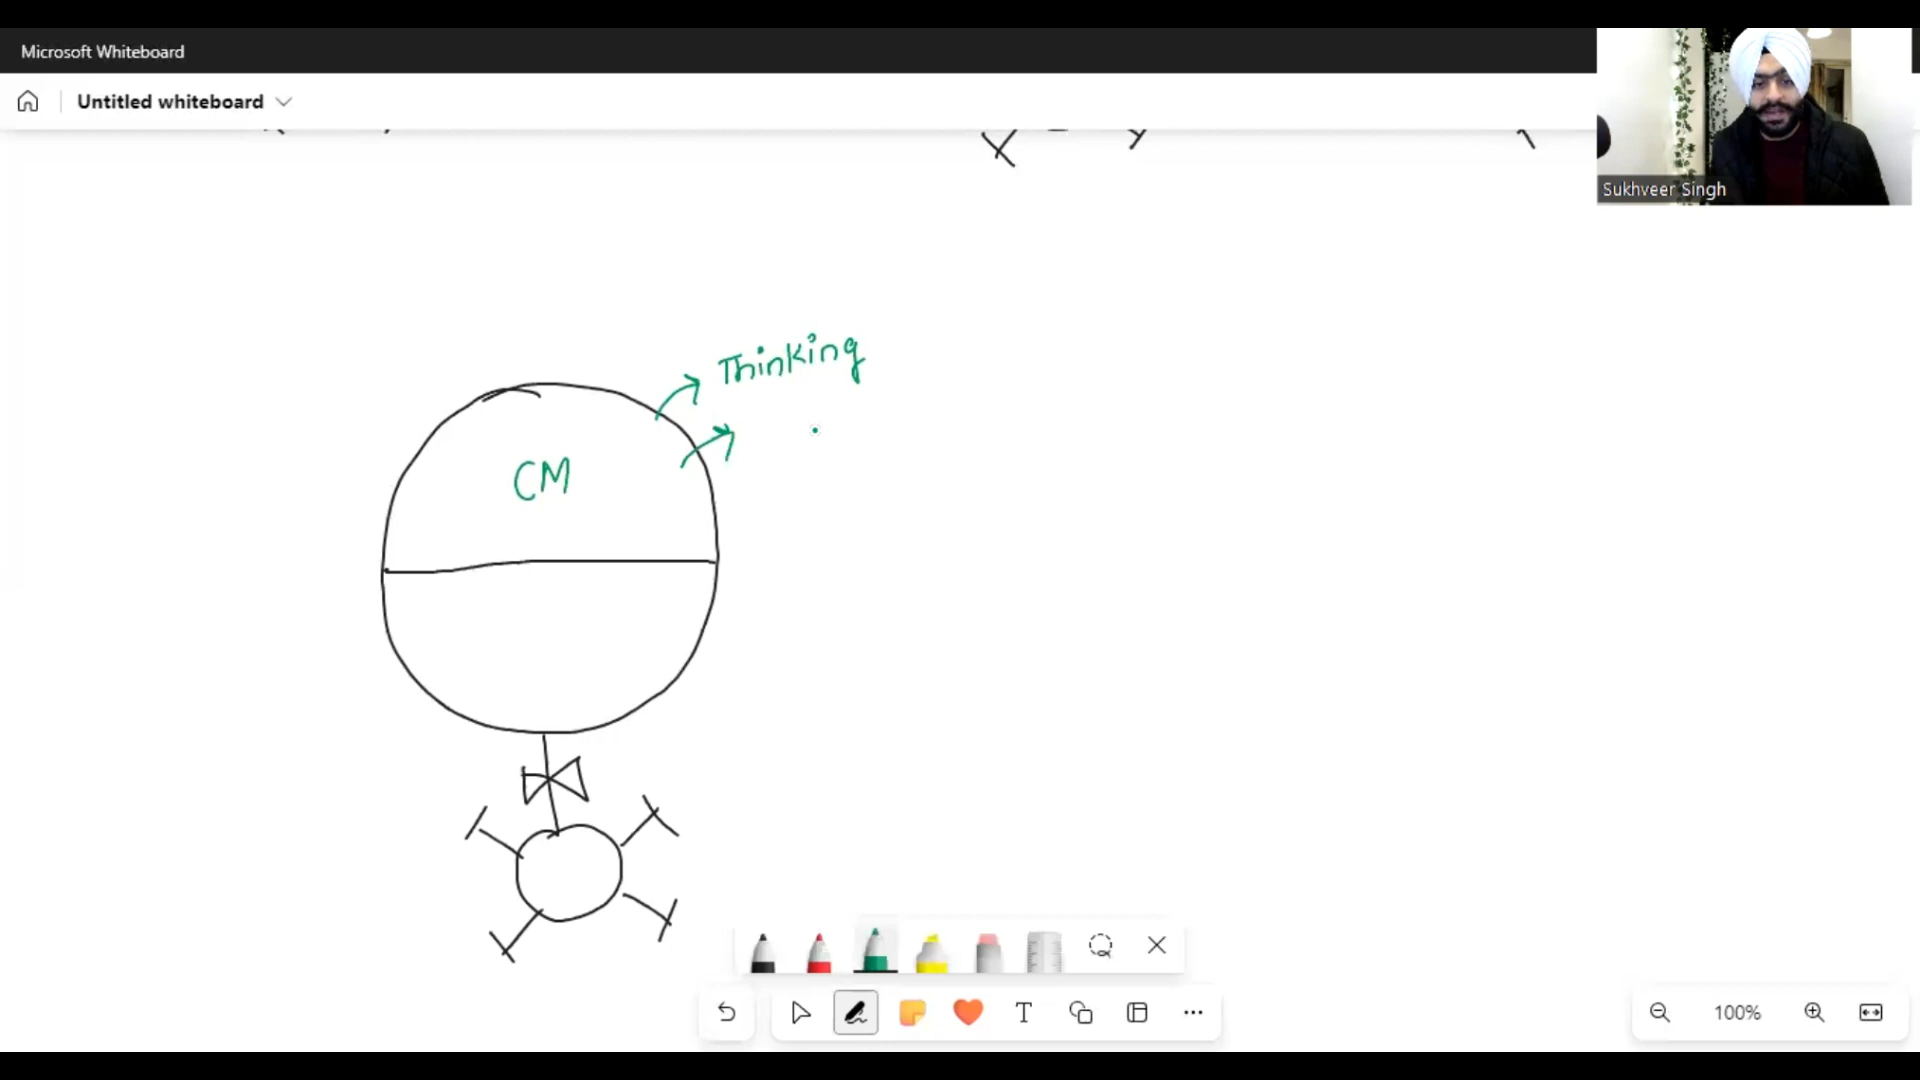 Microsoft Whiteboard
Untitled whiteboard
Sukhveer Singh
Thinking
CM
100%